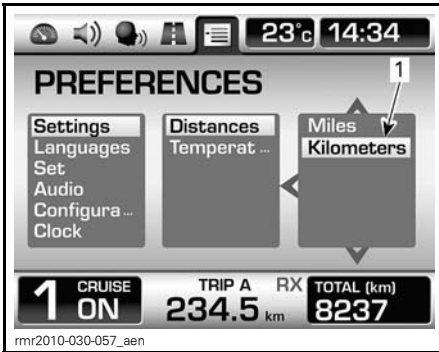 23°c 14:34
PREFERENCES
1
Settings
Languages
Set
Audio
Configura...
Clock
Distances
Temperat...
Miles
Kilometers
1 CRUISE ON
TRIP A
234.5 km
RX
TOTAL (km)
8237
rmr2010-030-057_aen